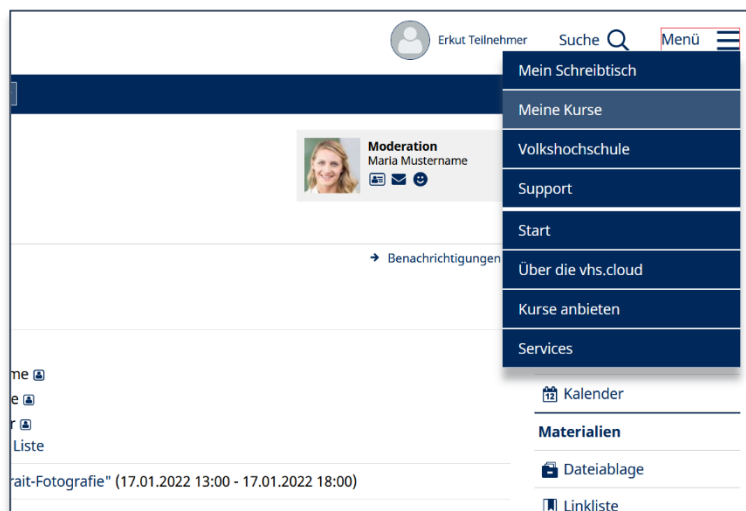 Erkut Teilnehmer
Suche
Menü
Mein Schreibtisch
Meine Kurse
Volkshochschule
Support
Start
Über die vhs.cloud
Kurse anbieten
Services
Moderation
Maria Mustername
Benachrichtigungen
me
e
r
Liste
rait-Fotografie" (17.01.2022 13:00 - 17.01.2022 18:00)
12 Kalender
Materialien
Dateiablage
Linkliste